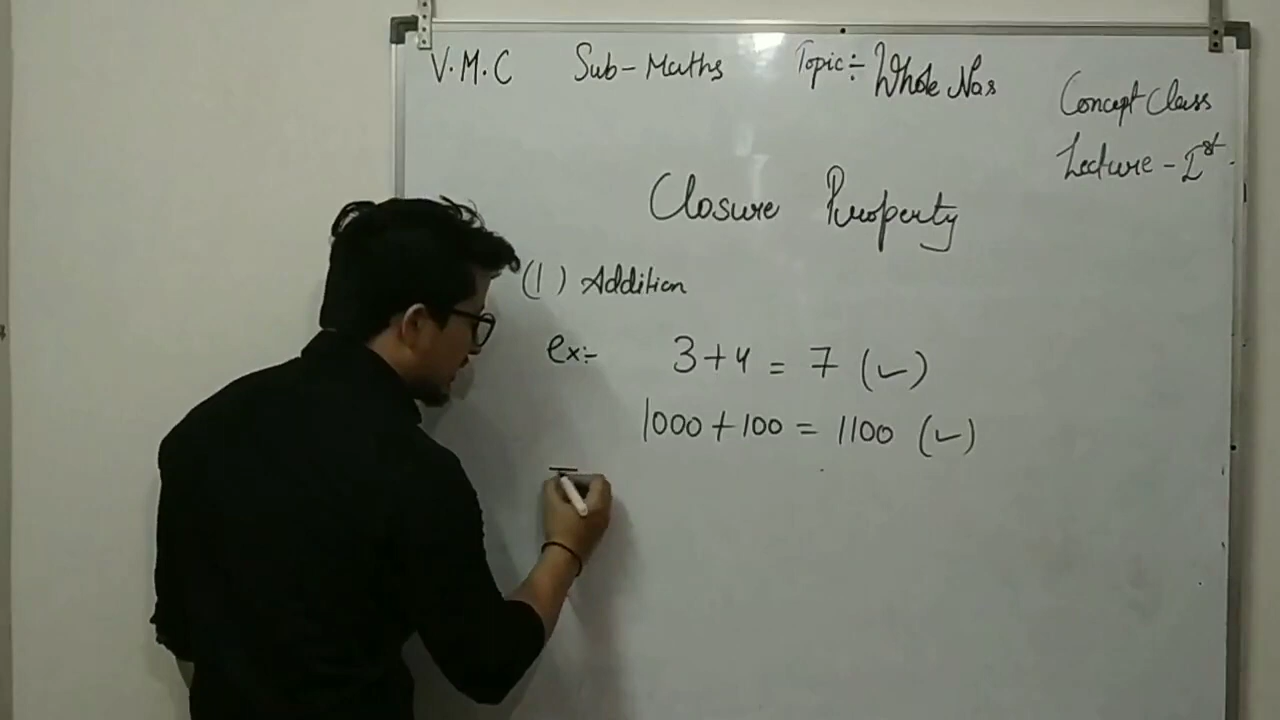 V.M.C Sub-Maths Topic:- Whole Nos
Concept Class
Lecture - Ist.
Closure Property
(1) Addition
ex:- 3+4 = 7 (✓)
1000+100 = 1100 (✓)